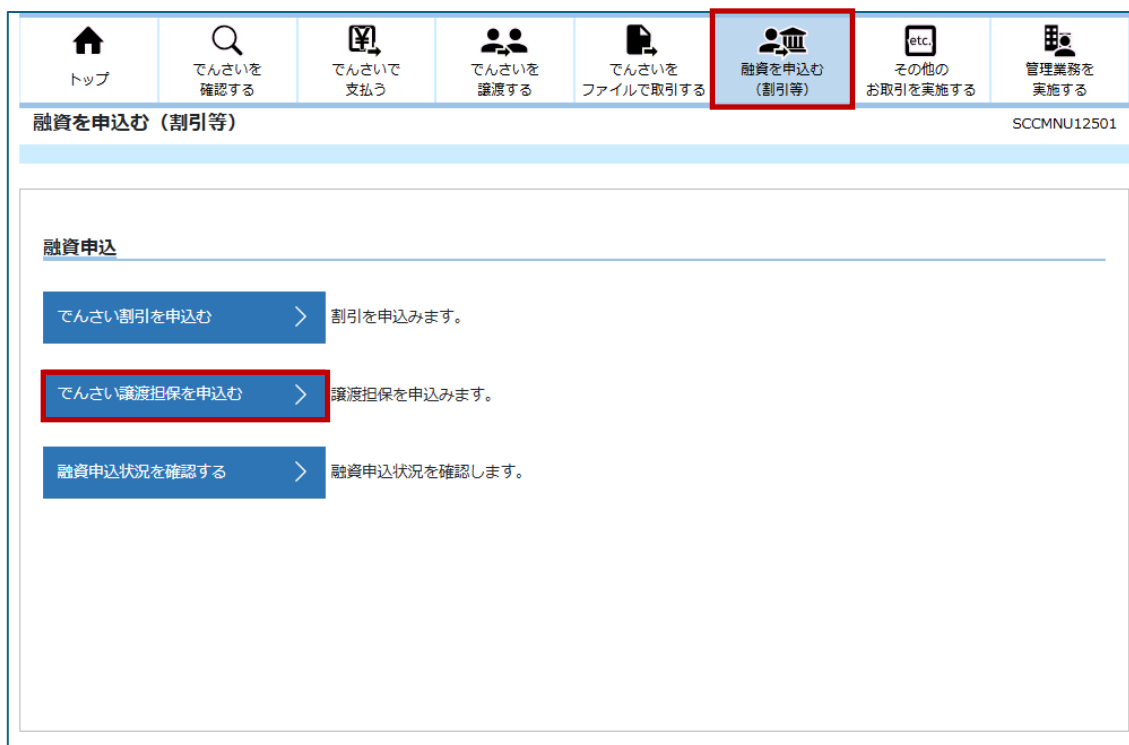 トップ
でんさいを
確認する
でんさいで
支払う
でんさいを
譲渡する
でんさいを
ファイルで取引する
融資を申込む
(割引等)
etc.
その他の
お取引を実施する
管理業務を
実施する
融資を申込む（割引等）
SCCMNU12501
融資申込
でんさい割引を申込む
割引を申込みます。
でんさい譲渡担保を申込む
譲渡担保を申込みます。
融資申込状況を確認する
融資申込状況を確認します。